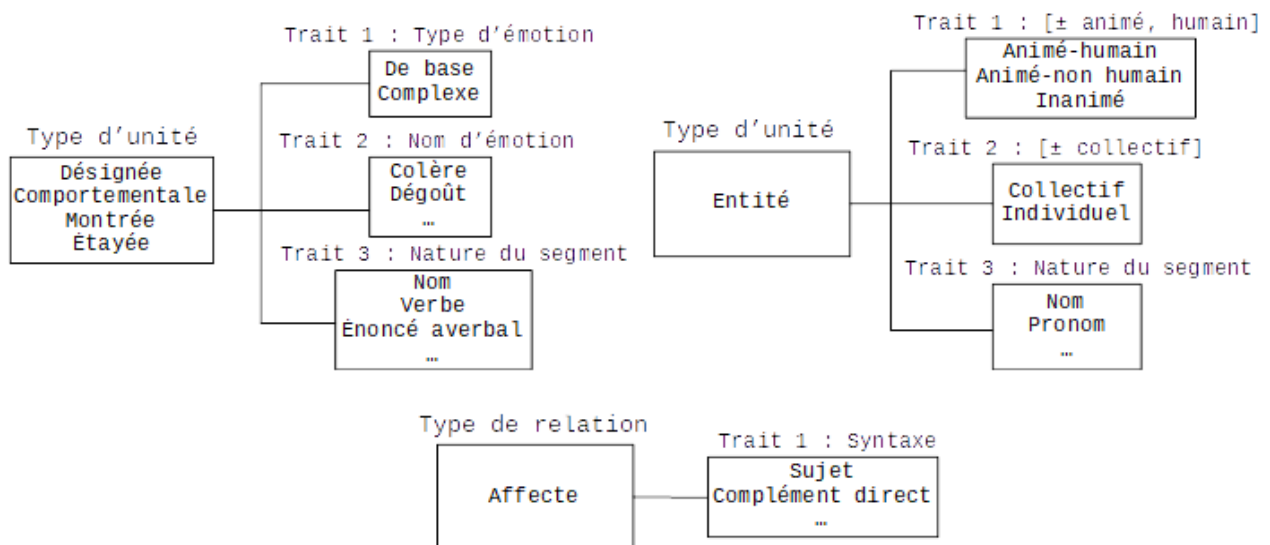 Trait 1 : Type d’émotion
De base
Complexe
Type d’unité
Désignée
Comportementale
Montrée
Étayée
Trait 2 : Nom d’émotion
Colère
Dégoût
…
Trait 3 : Nature du segment
Nom
Verbe
Énoncé averbal
…
Trait 1 : [± animé, humain]
Animé-humain
Animé-non humain
Inanimé
Type d’unité
Entité
Trait 2 : [± collectif]
Collectif
Individuel
Trait 3 : Nature du segment
Nom
Pronom
…
Type de relation
Affecte
Trait 1 : Syntaxe
Sujet
Complément direct
…